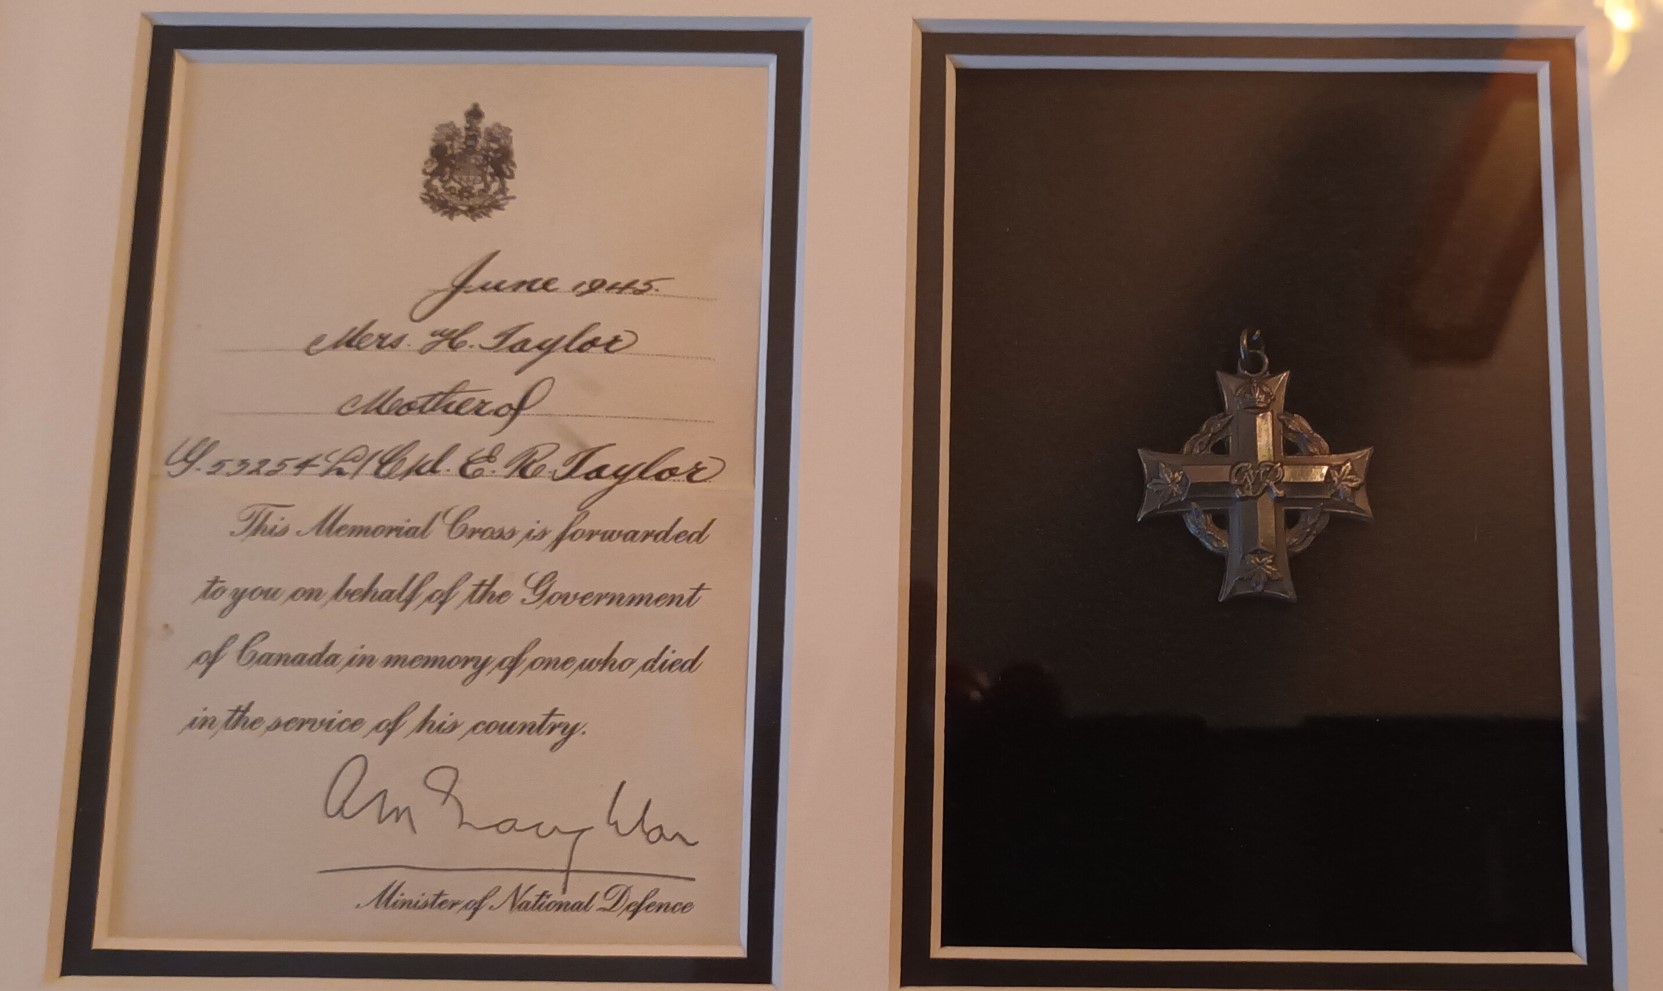 June 1945.
Mrs. H. Taylor
Mother of
G. 53254 L/Cpl. E. R. Taylor
This Memorial Cross is forwarded
to you on behalf of the Government
of Canada in memory of one who died
in the service of his country.
A McNaughton
Minister of National Defence